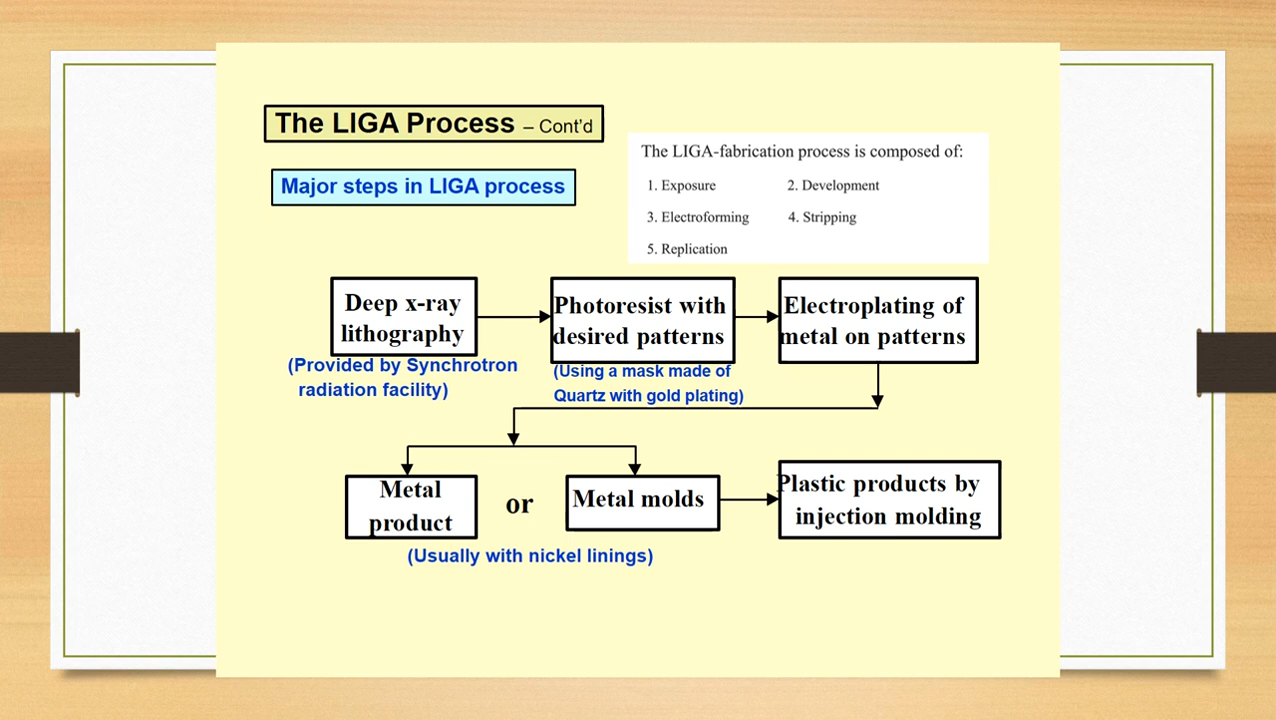 The LIGA Process – Cont'd
Major steps in LIGA process
The LIGA-fabrication process is composed of:
1. Exposure 2. Development
3. Electroforming 4. Stripping
5. Replication
Deep x-ray
lithography
(Provided by Synchrotron
radiation facility)
Photoresist with
desired patterns
(Using a mask made of
Quartz with gold plating)
Electroplating of
metal on patterns
Metal
product
or
Metal molds
(Usually with nickel linings)
Plastic products by
injection molding